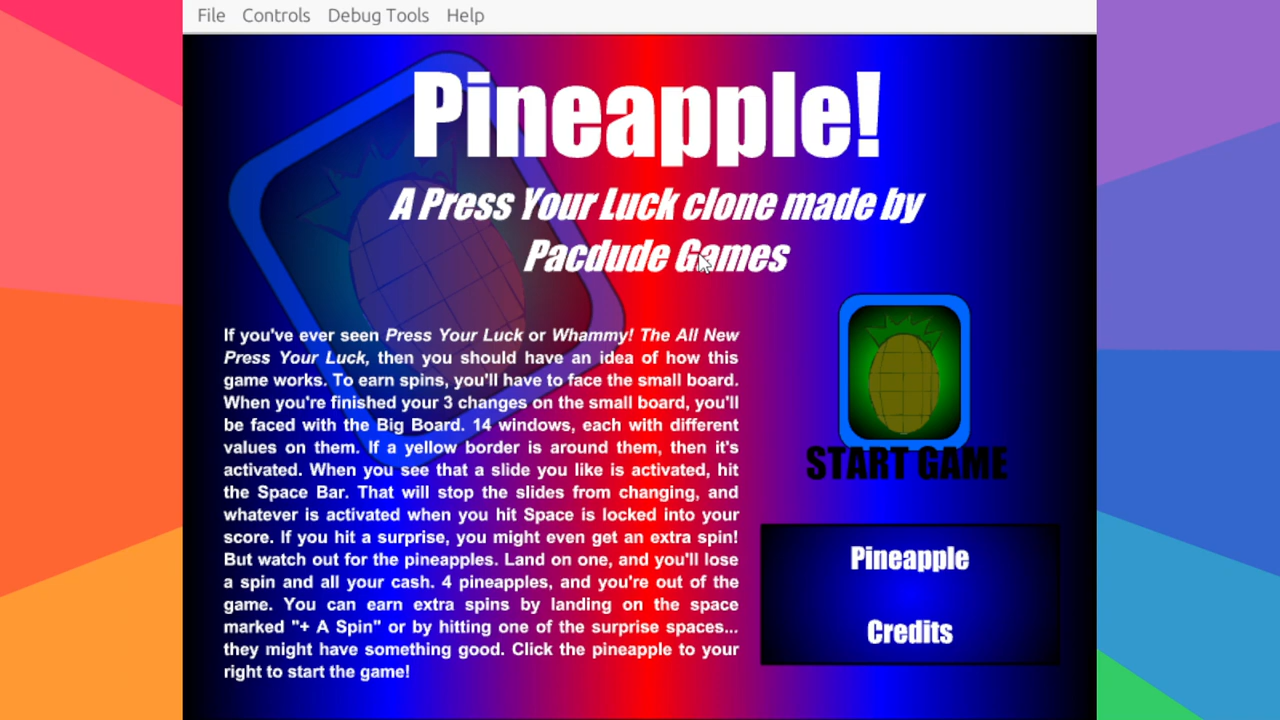 File Controls Debug Tools Help
Pineapple!
A Press Your Luck clone made by
Pacdude Games
If you've ever seen Press Your Luck or Whammy! The All New
Press Your Luck, then you should have an idea of how this
game works. To earn spins, you'll have to face the small board.
When you're finished your 3 changes on the small board, you'll
be faced with the Big Board. 14 windows, each with different
values on them. If a yellow border is around them, then it's
activated. When you see that a slide you like is activated, hit
the Space Bar. That will stop the slides from changing, and
whatever is activated when you hit Space is locked into your
score. If you hit a surprise, you might even get an extra spin!
But watch out for the pineapples. Land on one, and you'll lose
a spin and all your cash. 4 pineapples, and you're out of the
game. You can earn extra spins by landing on the space
marked "+ A Spin" or by hitting one of the surprise spaces...
they might have something good. Click the pineapple to your
right to start the game!
START GAME
Pineapple
Credits